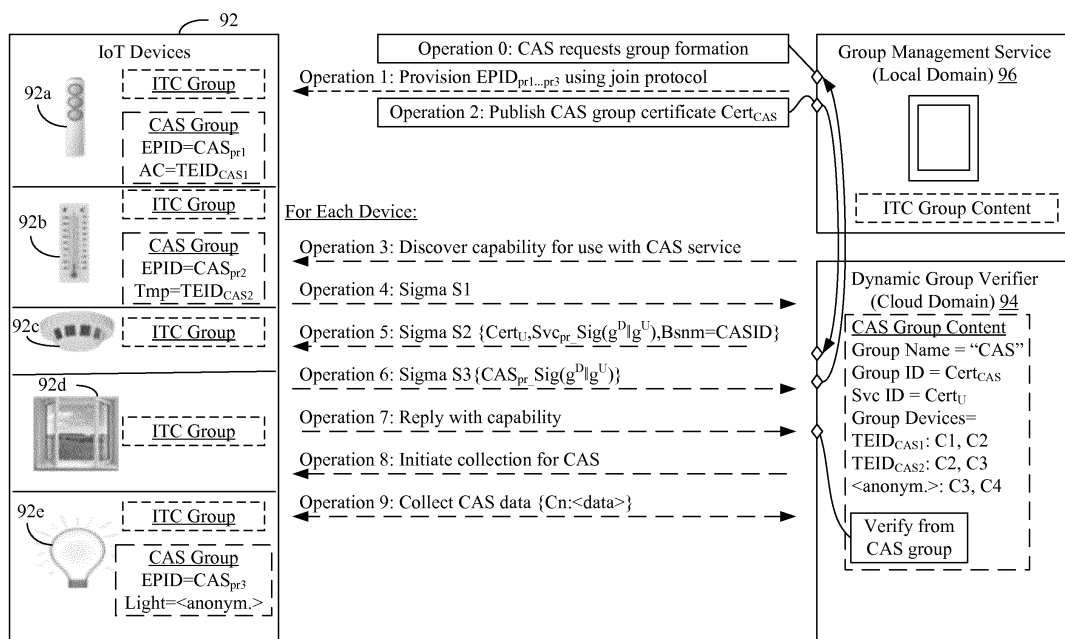 92
IoT Devices
92a
ITC Group
CAS Group
EPID=CASpr1
AC=TEIDCAS1
92b
ITC Group
CAS Group
EPID=CASpr2
Tmp=TEIDCAS2
92c
ITC Group
92d
ITC Group
92e
ITC Group
CAS Group
EPID=CASpr3
Light=<anonym.>
Operation 0: CAS requests group formation
Operation 1: Provision EPIDpr1...pr3 using join protocol
Operation 2: Publish CAS group certificate CertCAS
For Each Device:
Operation 3: Discover capability for use with CAS service
Operation 4: Sigma S1
Operation 5: Sigma S2 {CertU,Svcpr_Sig(gD‖gU),Bsnm=CASID}
Operation 6: Sigma S3{CASpr_Sig(gD‖gU)}
Operation 7: Reply with capability
Operation 8: Initiate collection for CAS
Operation 9: Collect CAS data {Cn:<data>}
Group Management Service
(Local Domain) 96
ITC Group Content
Dynamic Group Verifier
(Cloud Domain) 94
CAS Group Content
Group Name = “CAS”
Group ID = CertCAS
Svc ID = CertU
Group Devices=
TEIDCAS1: C1, C2
TEIDCAS2: C2, C3
<anonym.>: C3, C4
Verify from
CAS group